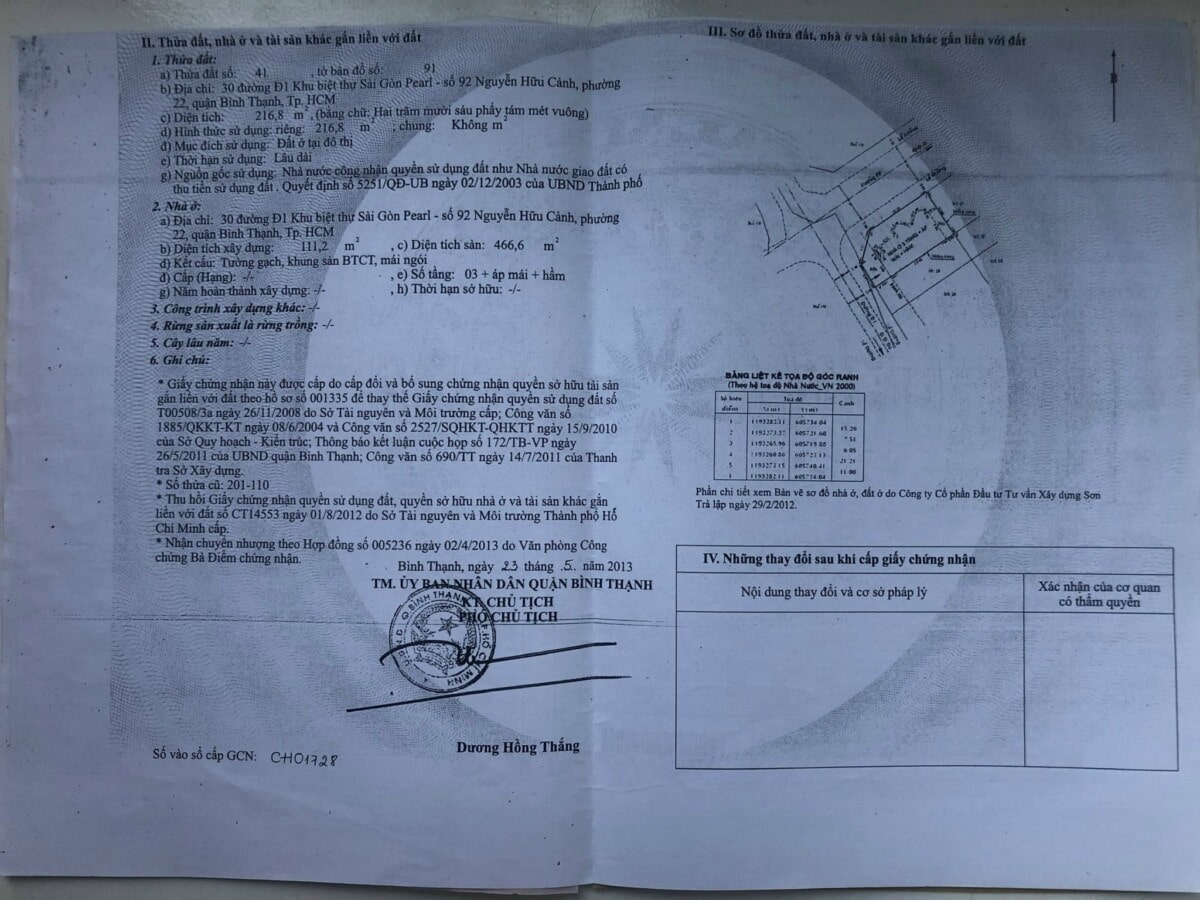 II. Thửa đất, nhà ở và tài sản khác gắn liền với đất
1. Thửa đất:
a) Thửa đất số: 41 , tờ bản đồ số: 91
b) Địa chỉ: 30 đường Đ1 Khu biệt thự Sài Gòn Pearl - số 92 Nguyễn Hữu Cảnh, phường
22, quận Bình Thạnh, Tp. HCM
c) Diện tích: 216,8 m², (bằng chữ: Hai trăm mười sáu phẩy tám mét vuông)
d) Hình thức sử dụng: riêng: 216,8 m² ; chung: Không m²
đ) Mục đích sử dụng: Đất ở tại đô thị
e) Thời hạn sử dụng: Lâu dài
g) Nguồn gốc sử dụng: Nhà nước công nhận quyền sử dụng đất như Nhà nước giao đất có
thu tiền sử dụng đất . Quyết định số 5251/QĐ-UB ngày 02/12/2003 của UBND Thành phố
2. Nhà ở:
a) Địa chỉ: 30 đường Đ1 Khu biệt thự Sài Gòn Pearl - số 92 Nguyễn Hữu Cảnh, phường
22, quận Bình Thạnh, Tp. HCM
b) Diện tích xây dựng: 111,2 m² , c) Diện tích sàn: 466,6 m²
d) Kết cấu: Tường gạch, khung sàn BTCT, mái ngói
đ) Cấp (Hạng): -/- , e) Số tầng: 03 + áp mái + hầm
g) Năm hoàn thành xây dựng: -/- , h) Thời hạn sở hữu: -/-
3. Công trình xây dựng khác: -/-
4. Rừng sản xuất là rừng trồng: -/-
5. Cây lâu năm: -/-
6. Ghi chú:
* Giấy chứng nhận này được cấp do cấp đổi và bổ sung chứng nhận quyền sở hữu tài sản
gắn liền với đất theo hồ sơ số 001335 để thay thế Giấy chứng nhận quyền sử dụng đất số
T00508/3a ngày 26/11/2008 do Sở Tài nguyên và Môi trường cấp; Công văn số
1885/QKKT-KT ngày 08/6/2004 và Công văn số 2527/SQHKT-QHKTT ngày 15/9/2010
của Sở Quy hoạch - Kiến trúc; Thông báo kết luận cuộc họp số 172/TB-VP ngày
26/5/2011 của UBND quận Bình Thạnh; Công văn số 690/TT ngày 14/7/2011 của Thanh
tra Sở Xây dựng.
* Số thửa cũ: 201-110
* Thu hồi Giấy chứng nhận quyền sử dụng đất, quyền sở hữu nhà ở và tài sản khác gắn
liền với đất số CT14553 ngày 01/8/2012 do Sở Tài nguyên và Môi trường Thành phố Hồ
Chí Minh cấp.
* Nhận chuyển nhượng theo Hợp đồng số 005236 ngày 02/4/2013 do Văn phòng Công
chứng Bà Điểm chứng nhận.
Bình Thạnh, ngày 23 tháng 5 năm 2013
TM. ỦY BAN NHÂN DÂN QUẬN BÌNH THẠNH
KT. CHỦ TỊCH
PHÓ CHỦ TỊCH
Dương Hồng Thắng
Số vào sổ cấp GCN: CH01728
III. Sơ đồ thửa đất, nhà ở và tài sản khác gắn liền với đất
B
BẢNG LIỆT KÊ TỌA ĐỘ GÓC RANH
(Theo hệ toạ độ Nhà Nước_VN 2000)
Số hiệu điểm Toạ độ Cạnh
X ( m ) Y ( m )
1
2
3
4
5
Phần chi tiết xem Bản vẽ sơ đồ nhà ở, đất ở do Công ty Cổ phần Đầu tư Tư vấn Xây dựng Sơn
Trà lập ngày 29/2/2012.
IV. Những thay đổi sau khi cấp giấy chứng nhận
Nội dung thay đổi và cơ sở pháp lý
Xác nhận của cơ quan
có thẩm quyền